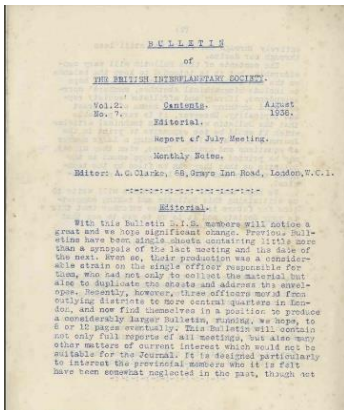 BULLETIN
of
THE BRITISH INTERPLANETARY SOCIETY.
Vol.2. Contents. August
No. 7. 1938.
Editorial.
Report of July Meeting.
Monthly Notes.
Editor: A.C.Clarke, 88,Grays Inn Road, London,W.C.1.
-:-:-:-:-:-:-:-:-:-:-:-:-:-
Editorial.
With this Bulletin B.I.S. members will notice a
great and we hope significant change. Previous Bull-
etins have been single sheets containing little more
than a synopsis of the last meeting and the date of
the next. Even so, their production was a consider-
able strain on the single officer responsible for
them, who had not only to collect the material but
also to duplicate the sheets and address the envel-
opes. Recently, however, three officers moved from
outlying districts to more central quarters in Lon-
don, and now find themselves in a position to produce
a considerably larger Bulletin, running, we hope, to
8 or 12 pages eventually. This Bulletin will contain
not only full reports of all meetings, but also many
other matters of current interest which would not be
suitable for the Journal. It is designed particularly
to interest the provincial members who it is felt
have been somewhat neglected in the past, though not